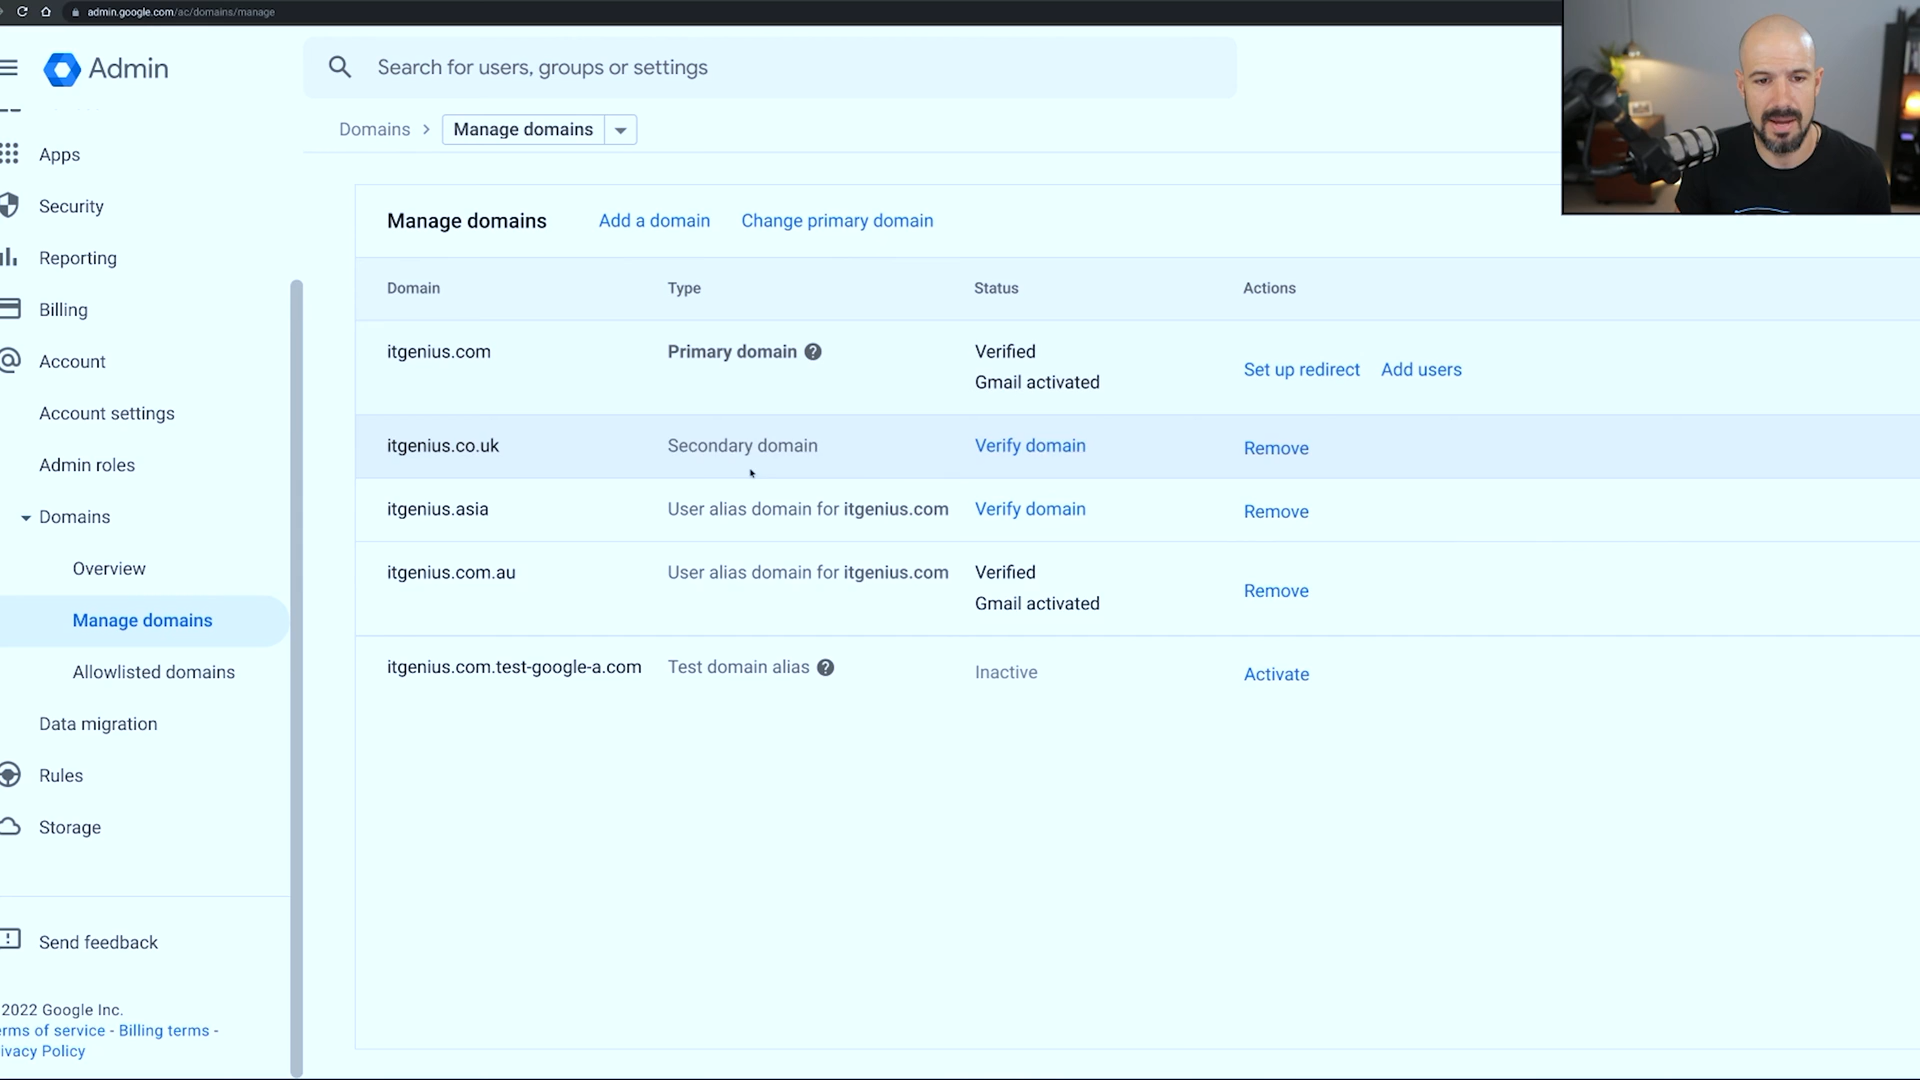 admin.google.com/ac/domains/manage
Admin
Search for users, groups or settings
Domains > Manage domains
Apps
Security
Reporting
Billing
Account
Account settings
Admin roles
Domains
Overview
Manage domains
Allowlisted domains
Data migration
Rules
Storage
Send feedback
2022 Google Inc.
erms of service - Billing terms -
ivacy Policy
Manage domains Add a domain Change primary domain
Domain Type Status Actions
itgenius.com Primary domain Verified
Gmail activated
Set up redirect Add users
itgenius.co.uk Secondary domain Verify domain Remove
itgenius.asia User alias domain for itgenius.com Verify domain Remove
itgenius.com.au User alias domain for itgenius.com Verified
Gmail activated
Remove
itgenius.com.test-google-a.com Test domain alias Inactive Activate